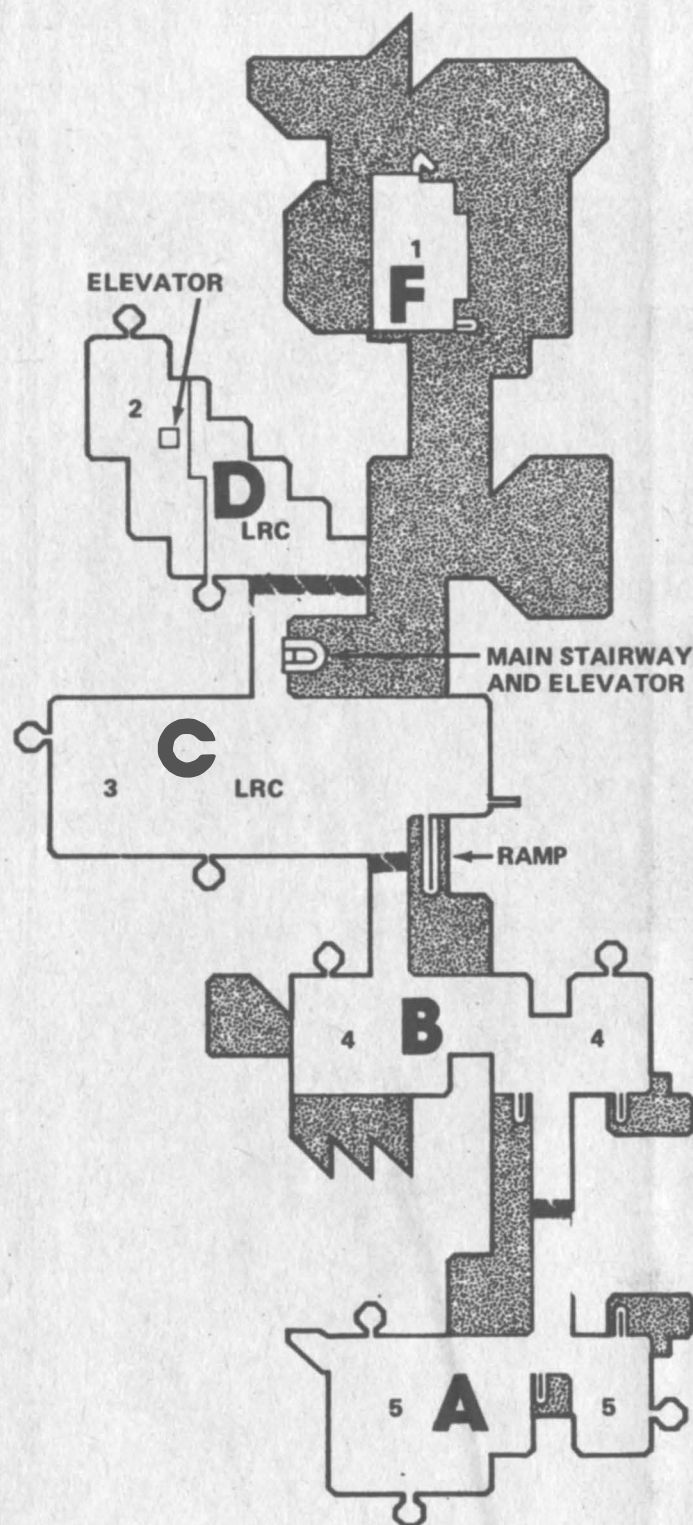 1
F
ELEVATOR
2
D
LRC
MAIN STAIRWAY
AND ELEVATOR
C
3
LRC
RAMP
4
B
4
5
A
5